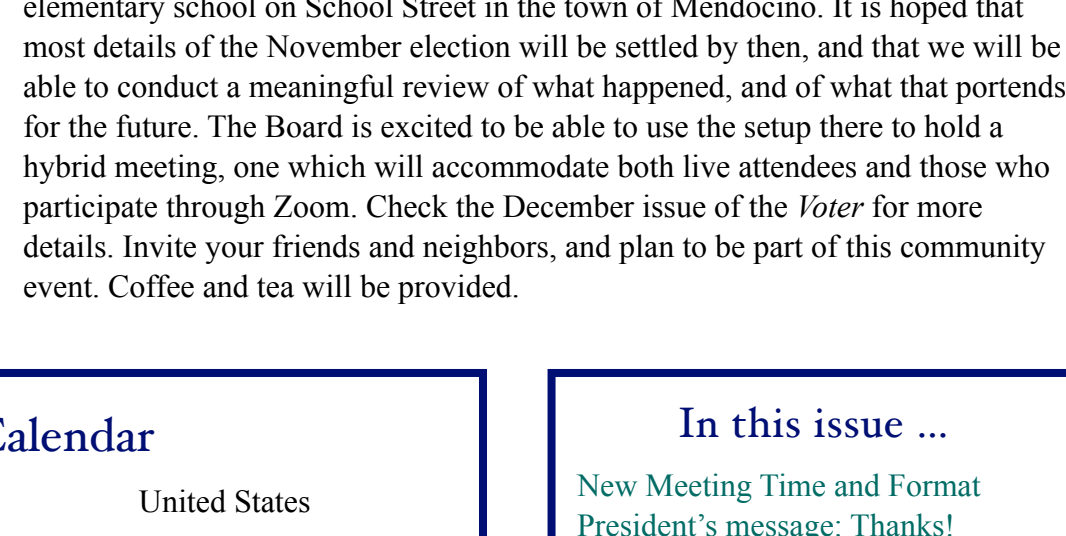 elementary school on School Street in the town of Mendocino. It is hoped that
most details of the November election will be settled by then, and that we will be
able to conduct a meaningful review of what happened, and of what that portends
for the future. The Board is excited to be able to use the setup there to hold a
hybrid meeting, one which will accommodate both live attendees and those who
participate through Zoom. Check the December issue of the Voter for more
details. Invite your friends and neighbors, and plan to be part of this community
event. Coffee and tea will be provided.
Calendar
United States
In this issue ...
New Meeting Time and Format
President’s message: Thanks!